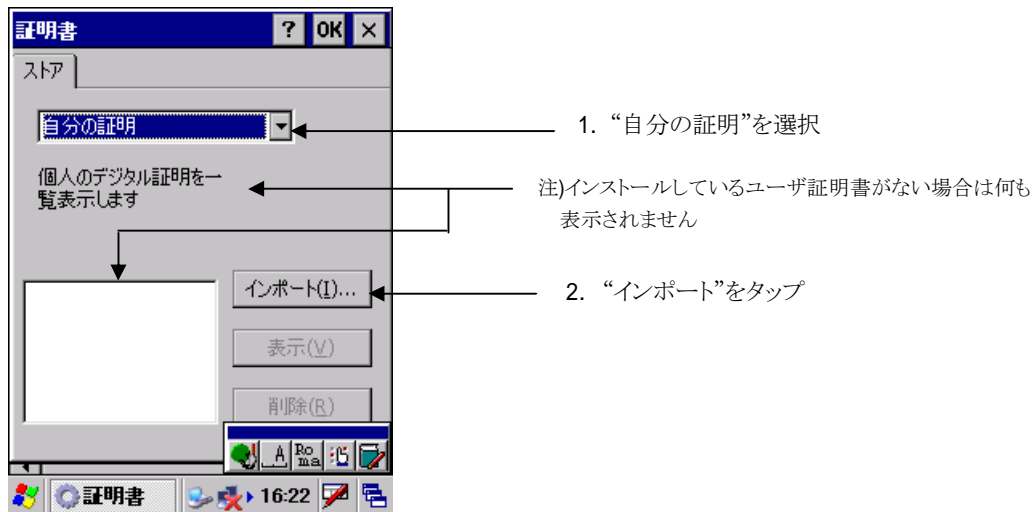 証明書 ? OK ×
ストア
自分の証明
1. “自分の証明”を選択
個人のデジタル証明を一
覧表示します
注)インストールしているユーザ証明書がない場合は何も
表示されません
インポート(I)...
2. “インポート”をタップ
表示(V)
削除(R)
A Ro
ma
証明書 16:22